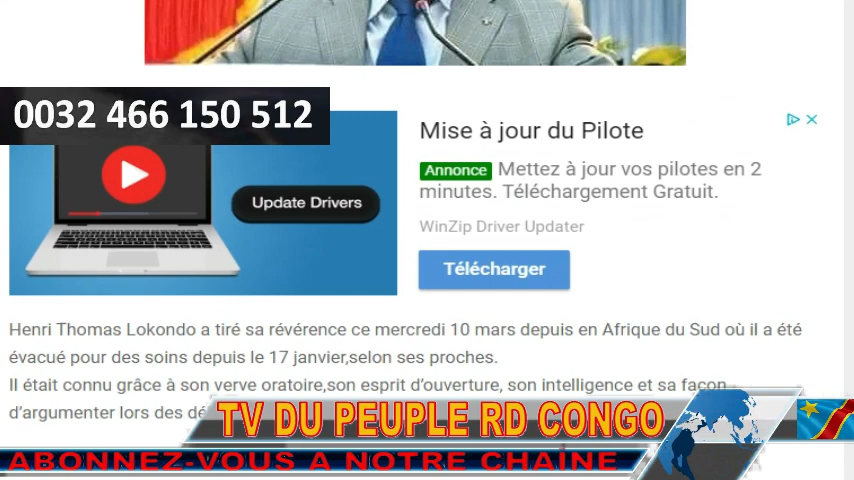 0032 466 150 512
Mise à jour du Pilote
Annonce Mettez à jour vos pilotes en 2
minutes. Téléchargement Gratuit.
Update Drivers
WinZip Driver Updater
Télécharger
Henri Thomas Lokondo a tiré sa révérence ce mercredi 10 mars depuis en Afrique du Sud où il a été
évacué pour des soins depuis le 17 janvier,selon ses proches.
Il était connu grâce à son verve oratoire,son esprit d'ouverture, son intelligence et sa façon
d'argumenter lors des
TV DU PEUPLE RD CONGO
ABONNEZ-VOUS A NOTRE CHAINE